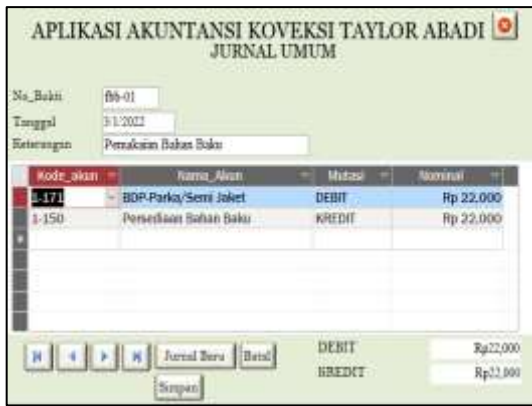 APLIKASI AKUNTANSI KOVEKSI TAYLOR ABADI
JURNAL UMUM
No_Bukti fbb-01
Tanggal 3/1/2022
Keterangan Pemakaian Bahan Baku
Kode_akun Nama_Akun Mutasi Nominal
1-171 BDP-Parka/Semi Jaket DEBIT Rp 22,000
1-150 Persediaan Bahan Baku KREDIT Rp 22,000
Jurnal Baru Batal
DEBIT Rp22,000
Simpan
KREDIT Rp22,000